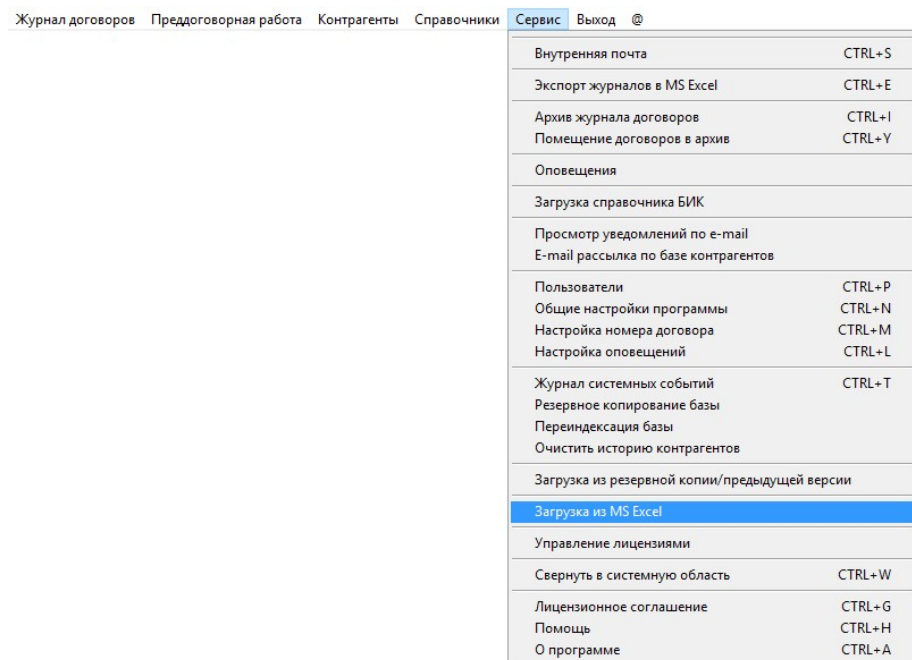 Журнал договоров Преддоговорная работа Контрагенты Справочники Сервис Выход @
Внутренняя почта CTRL+S
Экспорт журналов в MS Excel CTRL+E
Архив журнала договоров CTRL+I
Помещение договоров в архив CTRL+Y
Оповещения
Загрузка справочника БИК
Просмотр уведомлений по e-mail
E-mail рассылка по базе контрагентов
Пользователи CTRL+P
Общие настройки программы CTRL+N
Настройка номера договора CTRL+M
Настройка оповещений CTRL+L
Журнал системных событий CTRL+T
Резервное копирование базы
Переиндексация базы
Очистить историю контрагентов
Загрузка из резервной копии/предыдущей версии
Загрузка из MS Excel
Управление лицензиями
Свернуть в системную область CTRL+W
Лицензионное соглашение CTRL+G
Помощь CTRL+H
О программе CTRL+A